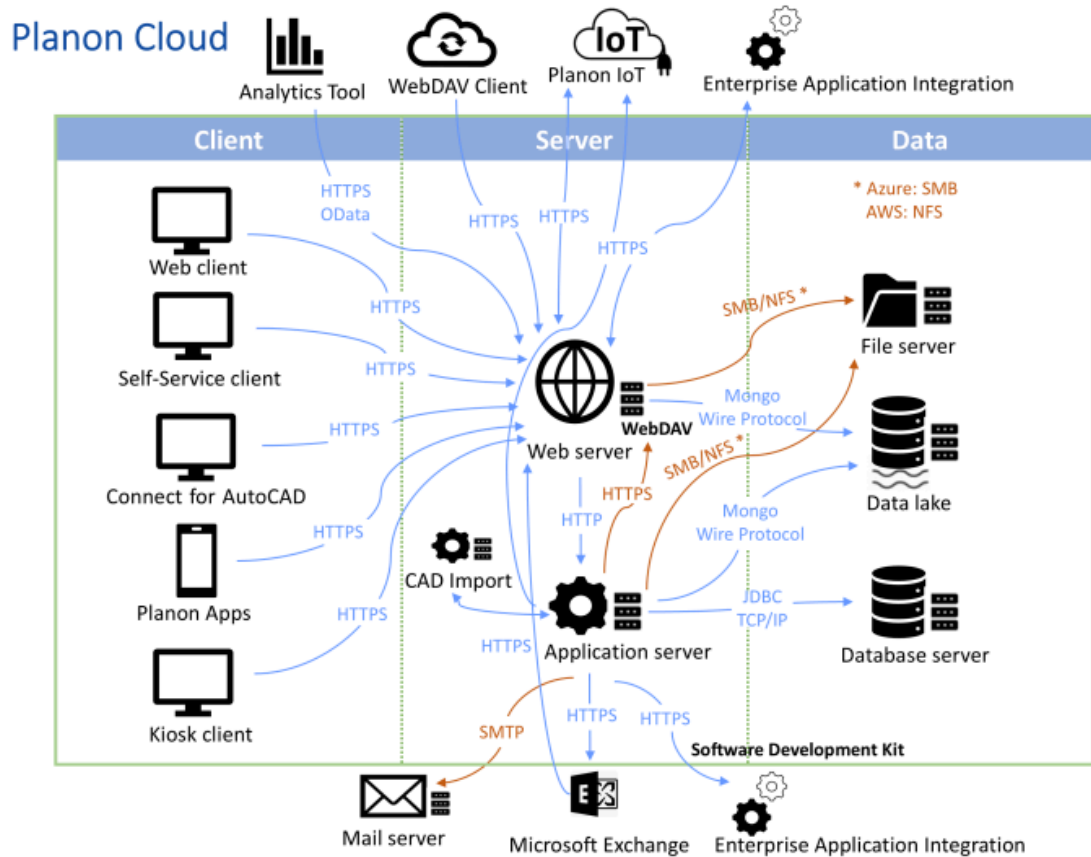 Planon Cloud
IoT
Analytics Tool
WebDAV Client
Planon IoT
Enterprise Application Integration
Client
Server
Data
HTTPS
OData
HTTPS
HTTPS
HTTPS
* Azure: SMB
AWS: NFS
Web client
HTTPS
SMB/NFS *
File server
Self-Service client
HTTPS
Mongo
Wire Protocol
WebDAV
Web server
HTTPS
SMB/NFS *
Connect for AutoCAD
HTTPS
Data lake
HTTP
Mongo
Wire Protocol
HTTPS
CAD Import
Planon Apps
HTTPS
JDBC
TCP/IP
HTTPS
Application server
Database server
Kiosk client
SMTP
HTTPS
HTTPS
Software Development Kit
E
Mail server
Microsoft Exchange
Enterprise Application Integration